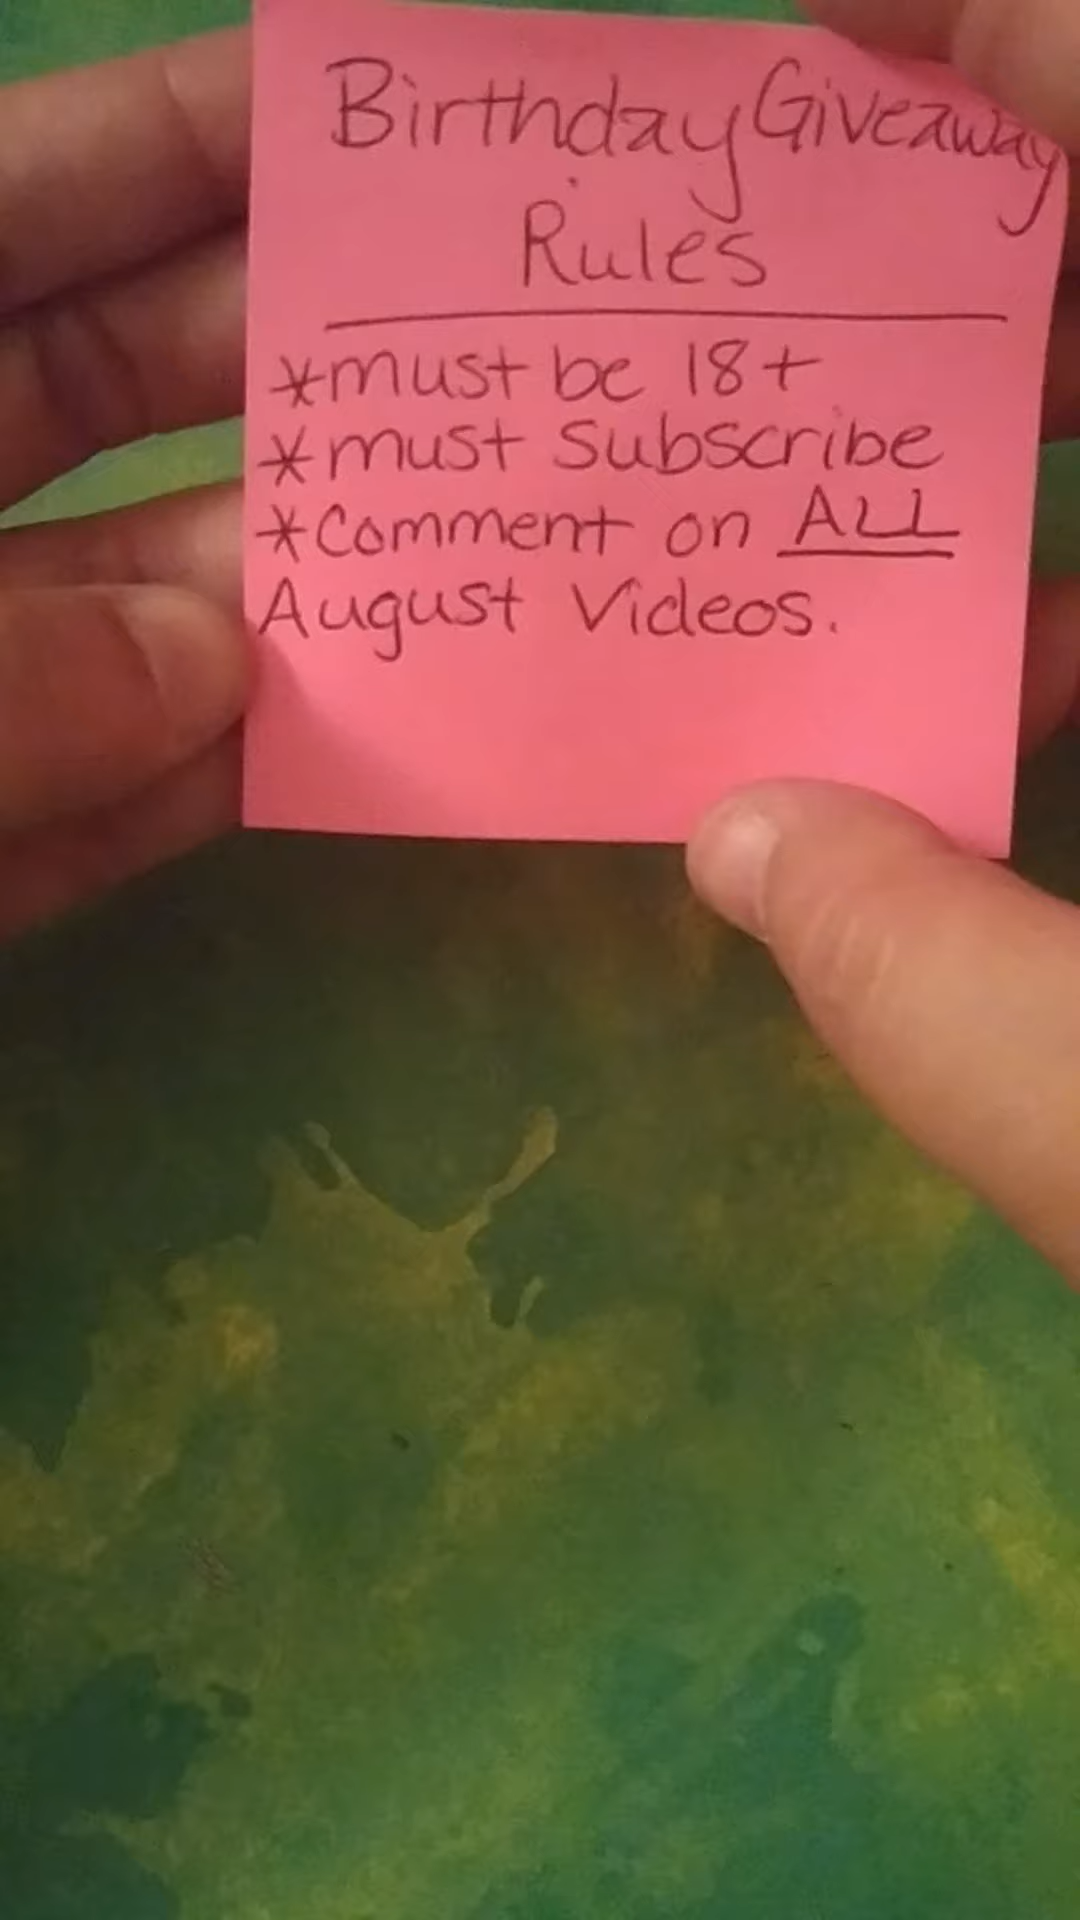 Birthday Giveaway
Rules
*must be 18+
*must subscribe
*Comment on ALL
August Videos.